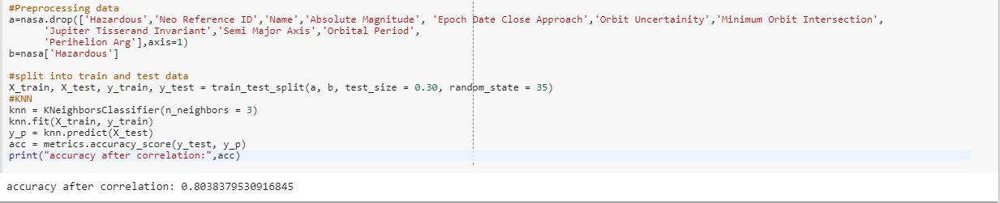 #Preprocessing data
a=nasa.drop(['Hazardous','Neo Reference ID','Name','Absolute Magnitude', 'Epoch Date Close Approach','Orbit Uncertainity','Minimum Orbit Intersection',
'Jupiter Tisserand Invariant','Semi Major Axis','Orbital Period',
'Perihelion Arg'],axis=1)
b=nasa['Hazardous']
#split into train and test data
X_train, X_test, y_train, y_test = train_test_split(a, b, test_size = 0.30, random_state = 35)
#KNN
knn = KNeighborsClassifier(n_neighbors = 3)
knn.fit(X_train, y_train)
y_p = knn.predict(X_test)
acc = metrics.accuracy_score(y_test, y_p)
print("accuracy after correlation:",acc)
accuracy after correlation: 0.8038379530916845